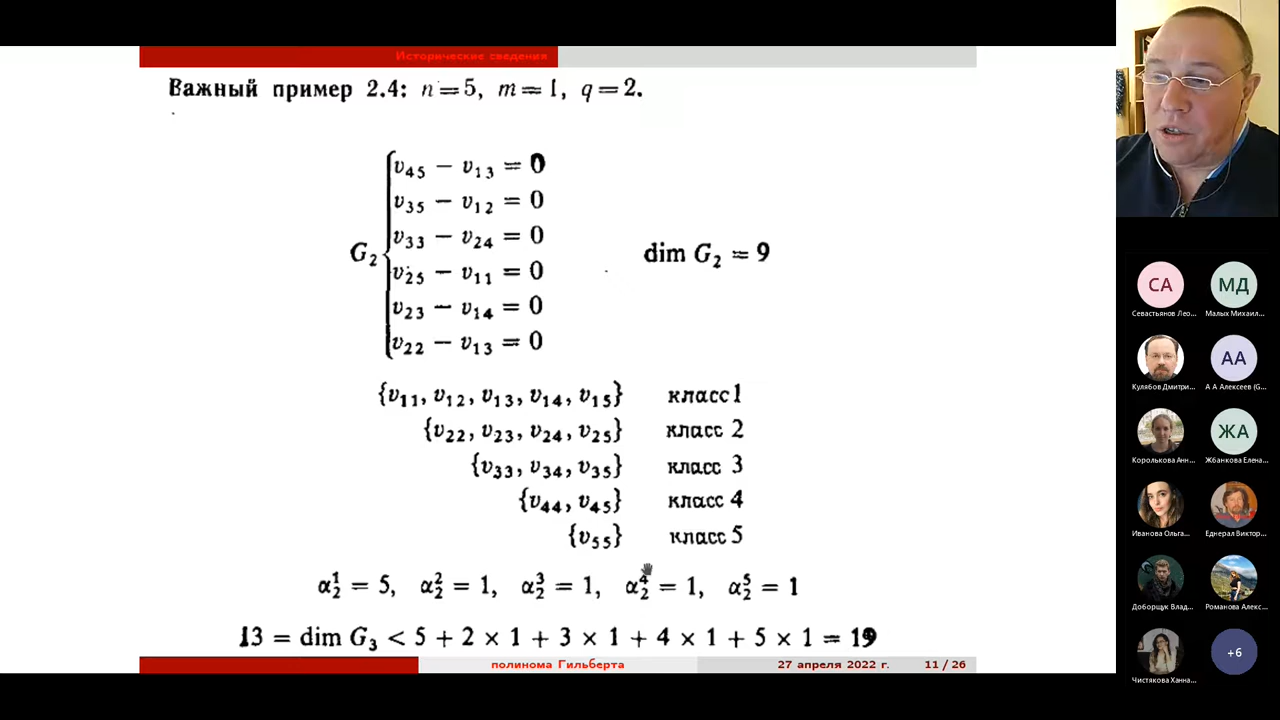 Исторические сведения
Важный пример 2.4: n = 5, m = 1, q = 2.
G₂ { v₄₅ − v₁₃ = 0
v₃₅ − v₁₂ = 0
v₃₃ − v₂₄ = 0
v₂₅ − v₁₁ = 0
v₂₃ − v₁₄ = 0
v₂₂ − v₁₃ = 0
dim G₂ = 9
{v₁₁, v₁₂, v₁₃, v₁₄, v₁₅} класс 1
{v₂₂, v₂₃, v₂₄, v₂₅} класс 2
{v₃₃, v₃₄, v₃₅} класс 3
{v₄₄, v₄₅} класс 4
{v₅₅} класс 5
α₂¹ = 5, α₂² = 1, α₂³ = 1, α₂⁴ = 1, α₂⁵ = 1
13 = dim G₃ < 5 + 2 × 1 + 3 × 1 + 4 × 1 + 5 × 1 = 19
полинома Гильберта 27 апреля 2022 г. 11 / 26
СА МД
Севастьянов Лео... Малых Михаил...
АА
Кулябов Дмитри... А А Алексеев (G...
ЖА
Королькова Анн... Жбанкова Елена...
Иванова Ольга... Еднерал Виктор...
Доборщук Влад... Романова Алекс...
+6
Чистякова Ханна...